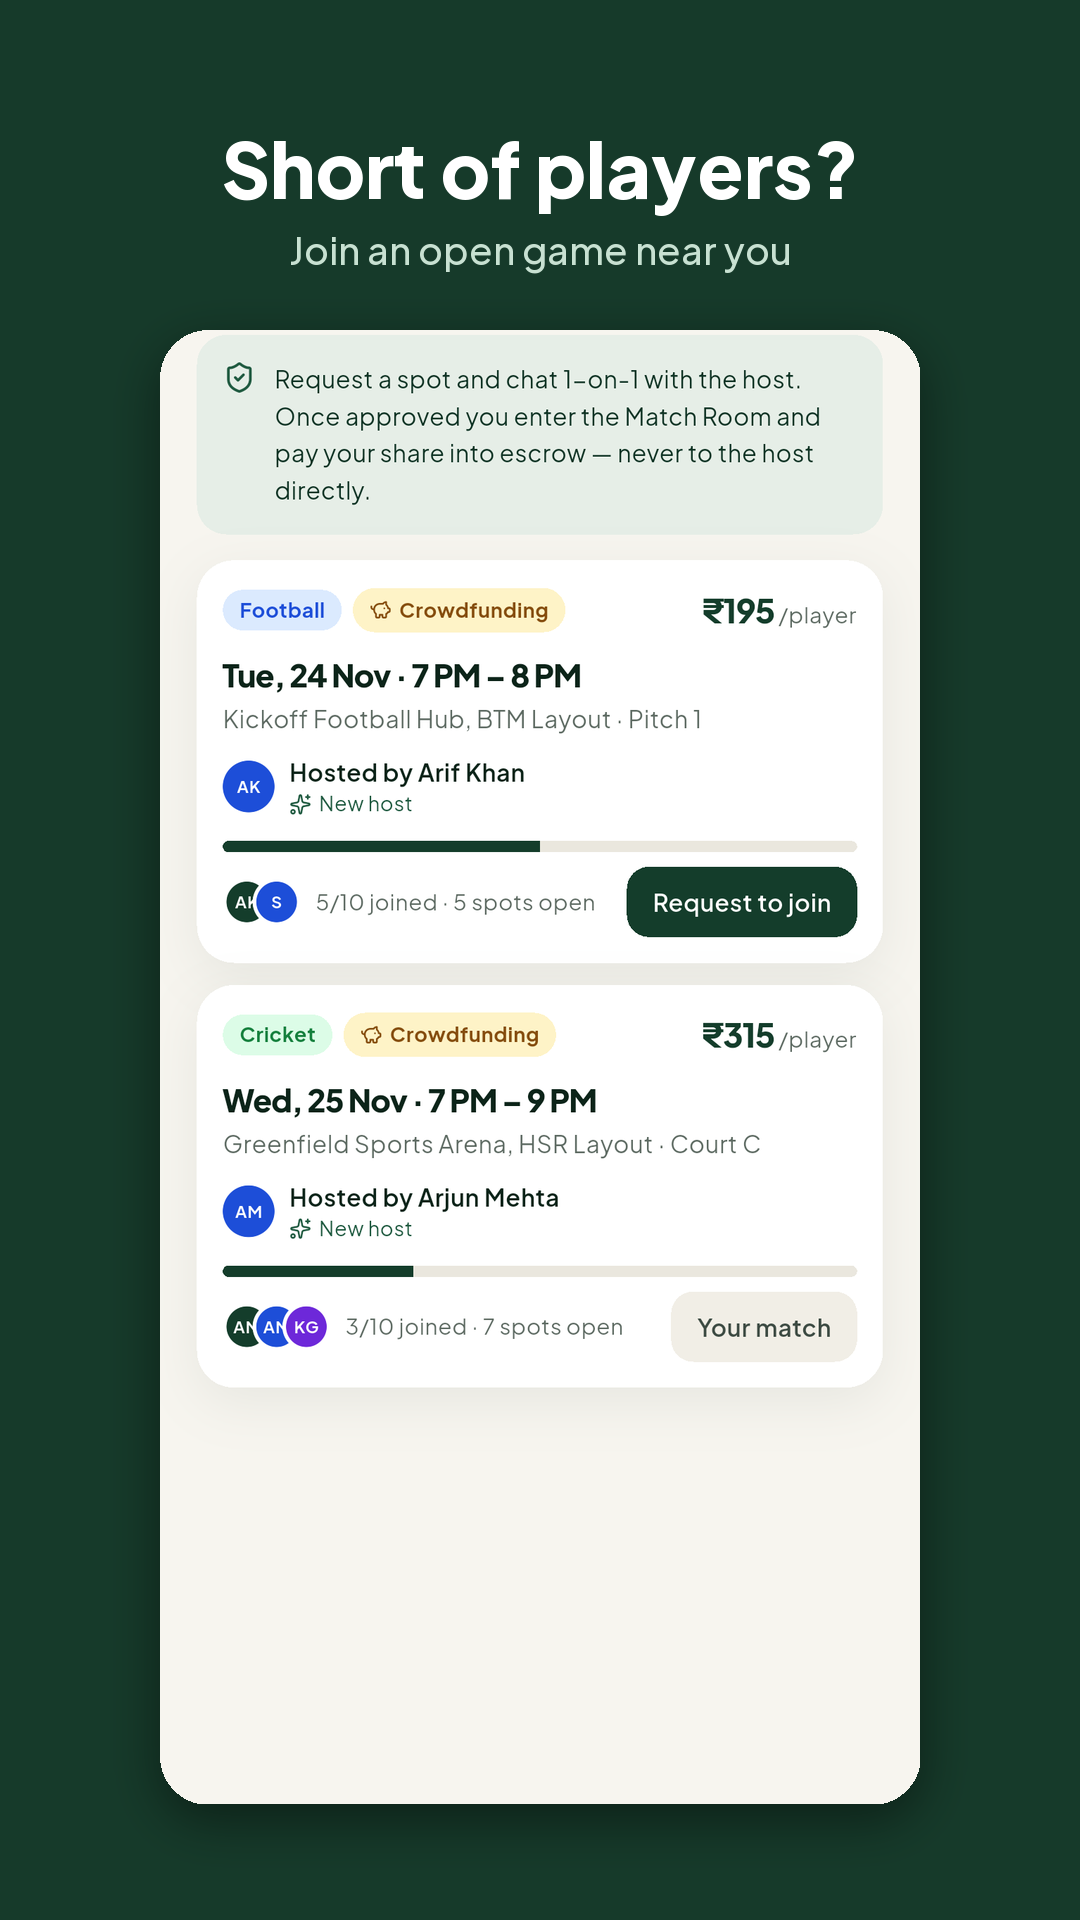 Short of players?
Join an open game near you
Request a spot and chat 1-on-1 with the host.
Once approved you enter the Match Room and
pay your share into escrow — never to the host
directly.
Football
Crowdfunding
₹195 /player
Tue, 24 Nov · 7 PM – 8 PM
Kickoff Football Hub, BTM Layout · Pitch 1
AK
Hosted by Arif Khan
New host
S
5/10 joined · 5 spots open
Request to join
Cricket
Crowdfunding
₹315 /player
Wed, 25 Nov · 7 PM – 9 PM
Greenfield Sports Arena, HSR Layout · Court C
AM
Hosted by Arjun Mehta
New host
KG
3/10 joined · 7 spots open
Your match